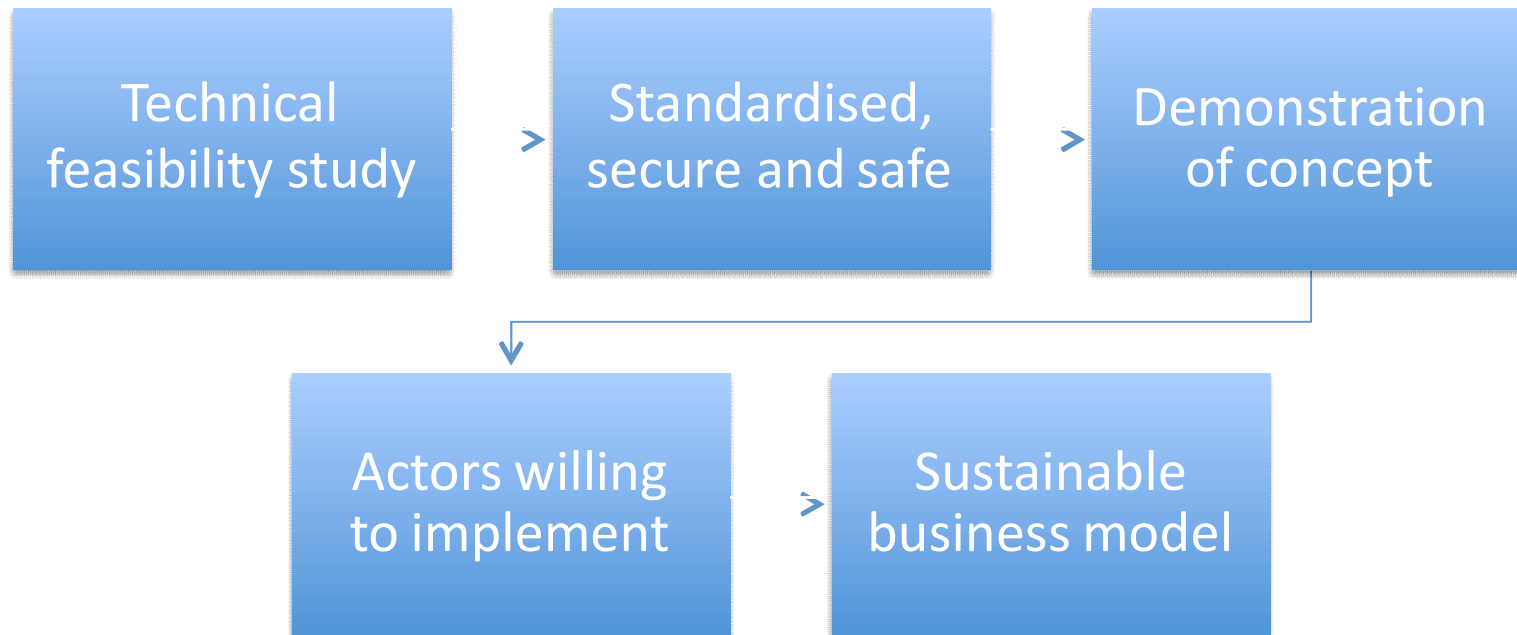 Technical
feasibility study
Standardised,
secure and safe
Demonstration
of concept
Actors willing
to implement
Sustainable
business model